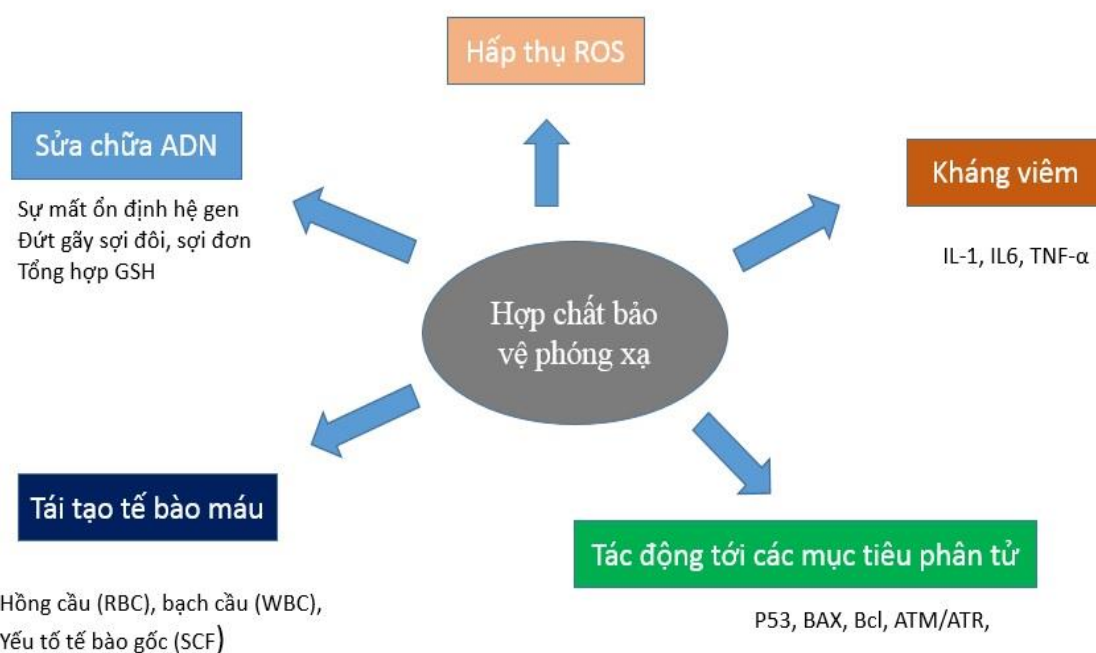 Hấp thụ ROS
Sửa chữa ADN
Sự mất ổn định hệ gen
Đứt gãy sợi đôi, sợi đơn
Tổng hợp GSH
Kháng viêm
IL-1, IL6, TNF-α
Hợp chất bảo
vệ phóng xạ
Tái tạo tế bào máu
Hồng cầu (RBC), bạch cầu (WBC),
Yếu tố tế bào gốc (SCF)
Tác động tới các mục tiêu phân tử
P53, BAX, Bcl, ATM/ATR,